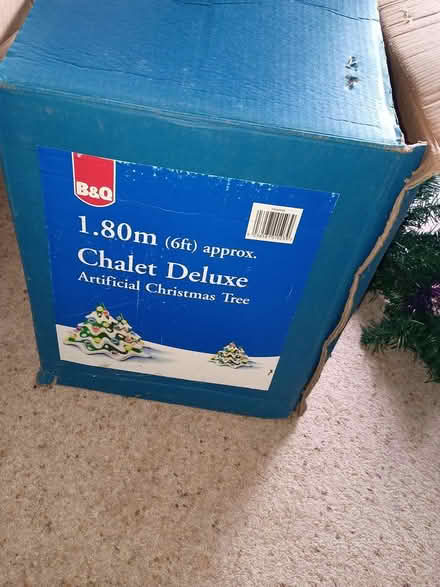 B&Q
1.80m (6ft) approx.
Chalet Deluxe
Artificial Christmas Tree